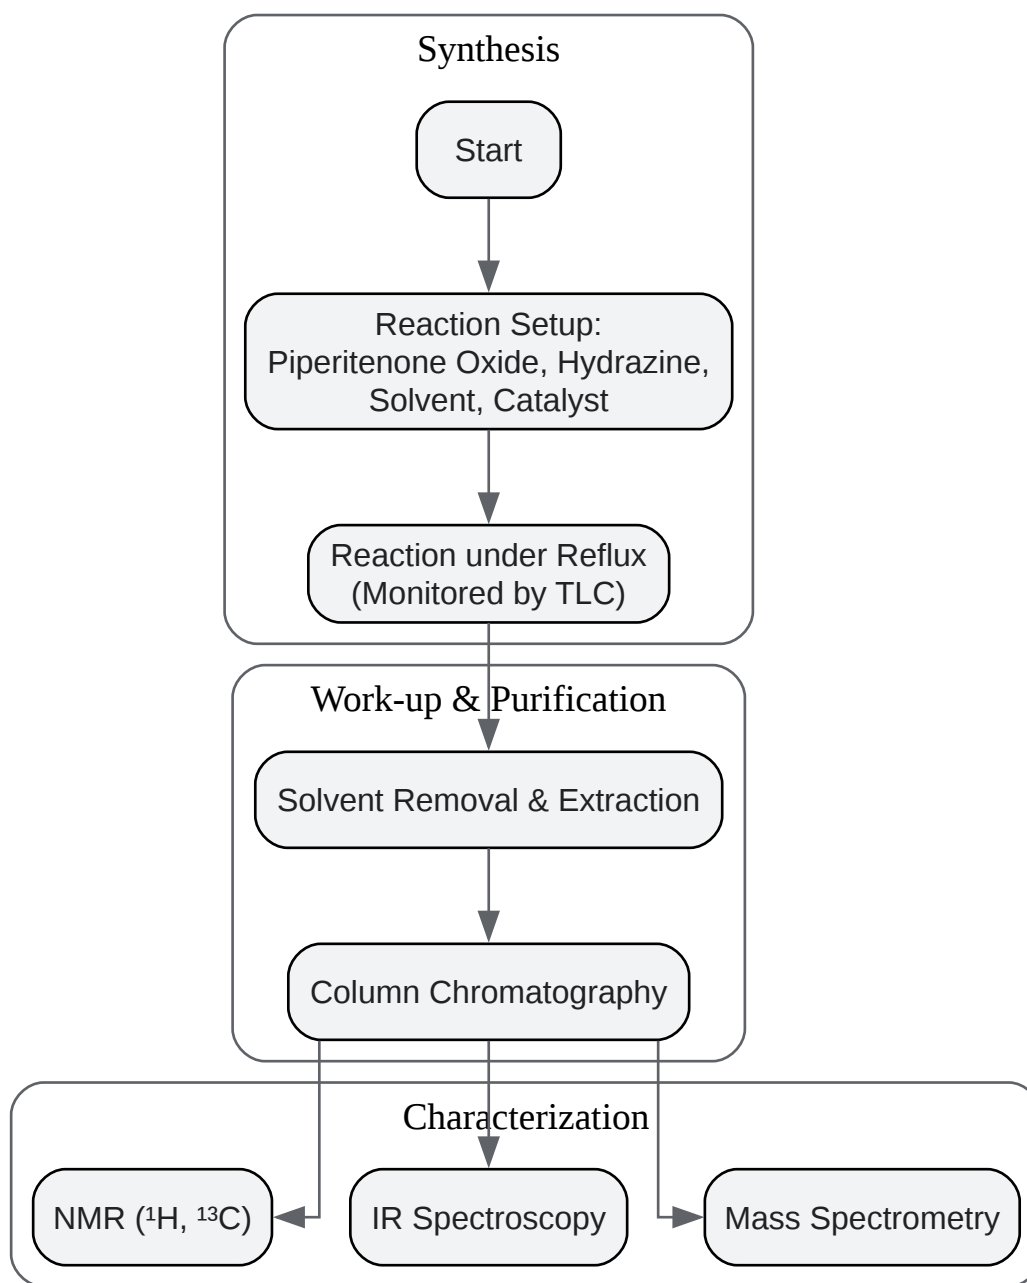 Synthesis
Start
Reaction Setup:
Piperitenone Oxide, Hydrazine,
Solvent, Catalyst
Reaction under Reflux
(Monitored by TLC)
Work-up & Purification
Solvent Removal & Extraction
Column Chromatography
Characterization
NMR (¹H, ¹³C)
IR Spectroscopy
Mass Spectrometry